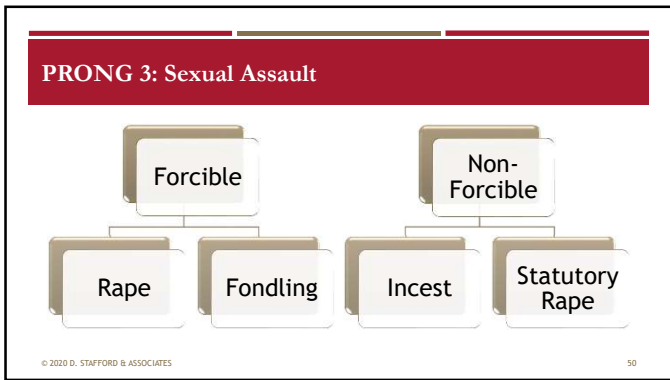 PRONG 3: Sexual Assault
Forcible
Non-
Forcible
Rape
Fondling
Incest
Statutory
Rape
© 2020 D. STAFFORD & ASSOCIATES
50